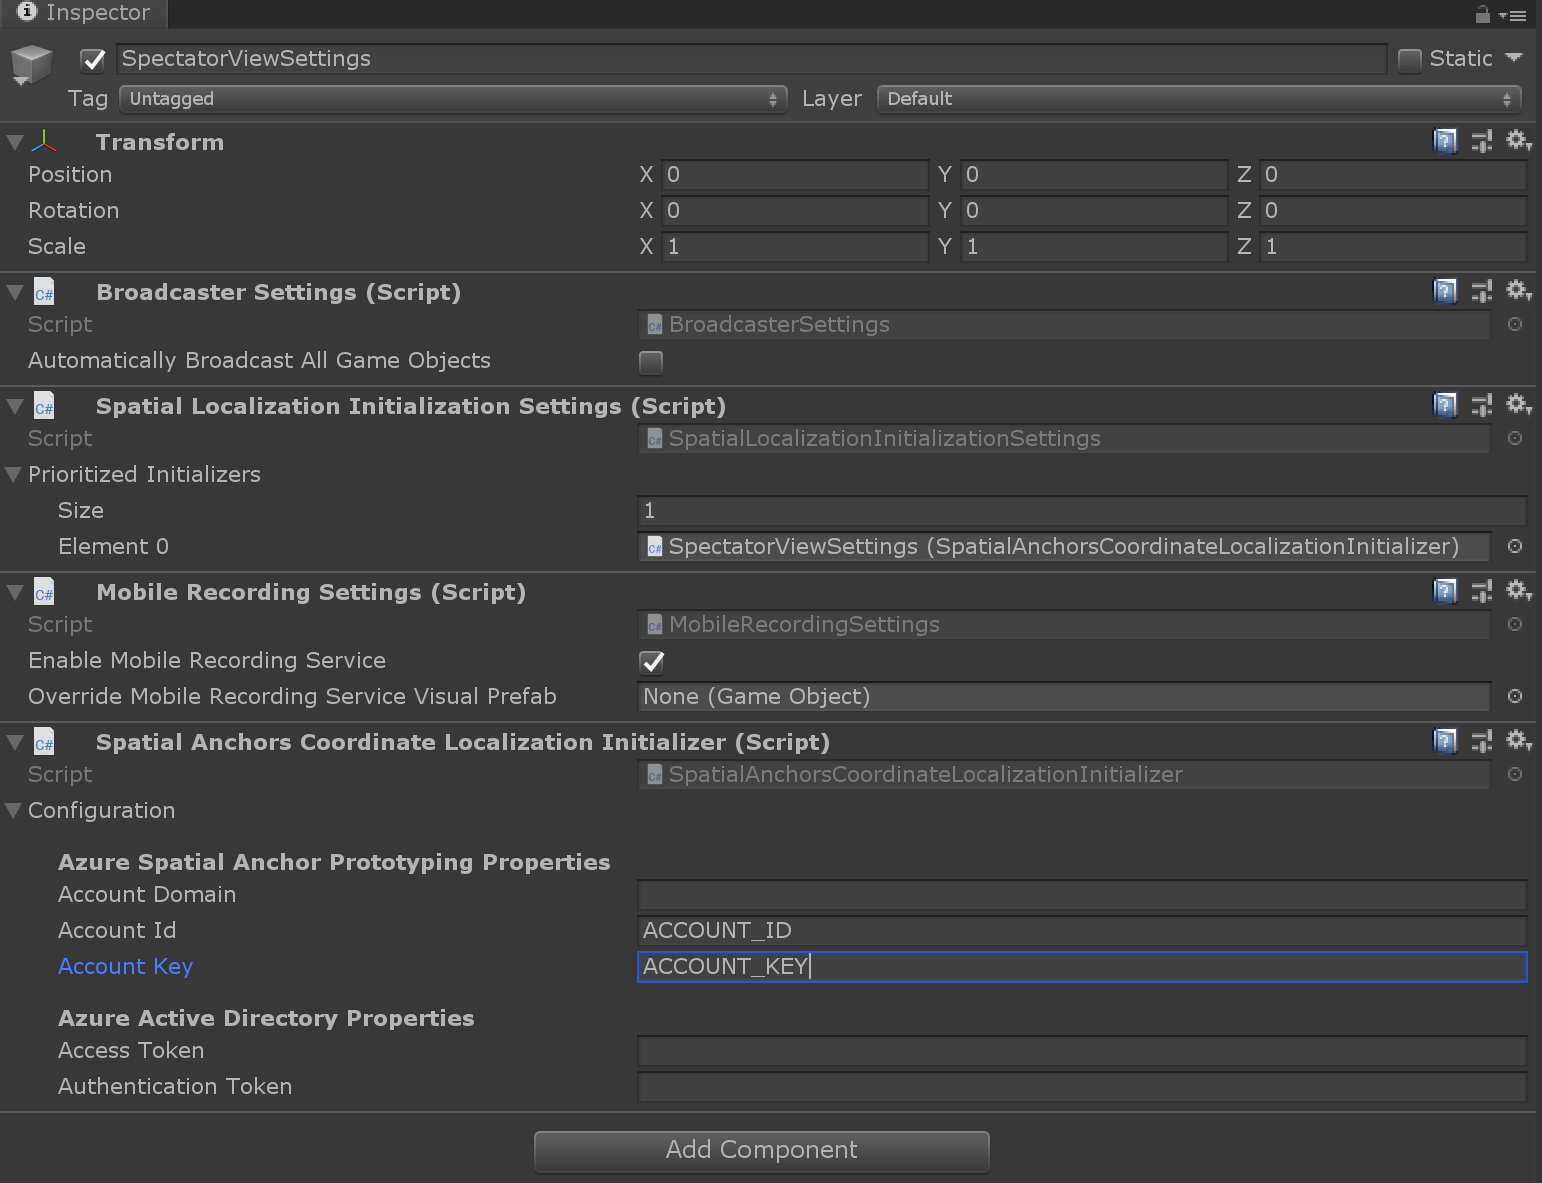 Inspector
SpectatorViewSettings Static
Tag Untagged Layer Default
Transform
Position X 0 Y 0 Z 0
Rotation X 0 Y 0 Z 0
Scale X 1 Y 1 Z 1
C# Broadcaster Settings (Script)
Script C# BroadcasterSettings
Automatically Broadcast All Game Objects
C# Spatial Localization Initialization Settings (Script)
Script C# SpatialLocalizationInitializationSettings
Prioritized Initializers
Size 1
Element 0 C# SpectatorViewSettings (SpatialAnchorsCoordinateLocalizationInitializer)
C# Mobile Recording Settings (Script)
Script C# MobileRecordingSettings
Enable Mobile Recording Service
Override Mobile Recording Service Visual Prefab None (Game Object)
C# Spatial Anchors Coordinate Localization Initializer (Script)
Script C# SpatialAnchorsCoordinateLocalizationInitializer
Configuration
Azure Spatial Anchor Prototyping Properties
Account Domain
Account Id ACCOUNT_ID
Account Key ACCOUNT_KEY
Azure Active Directory Properties
Access Token
Authentication Token
Add Component